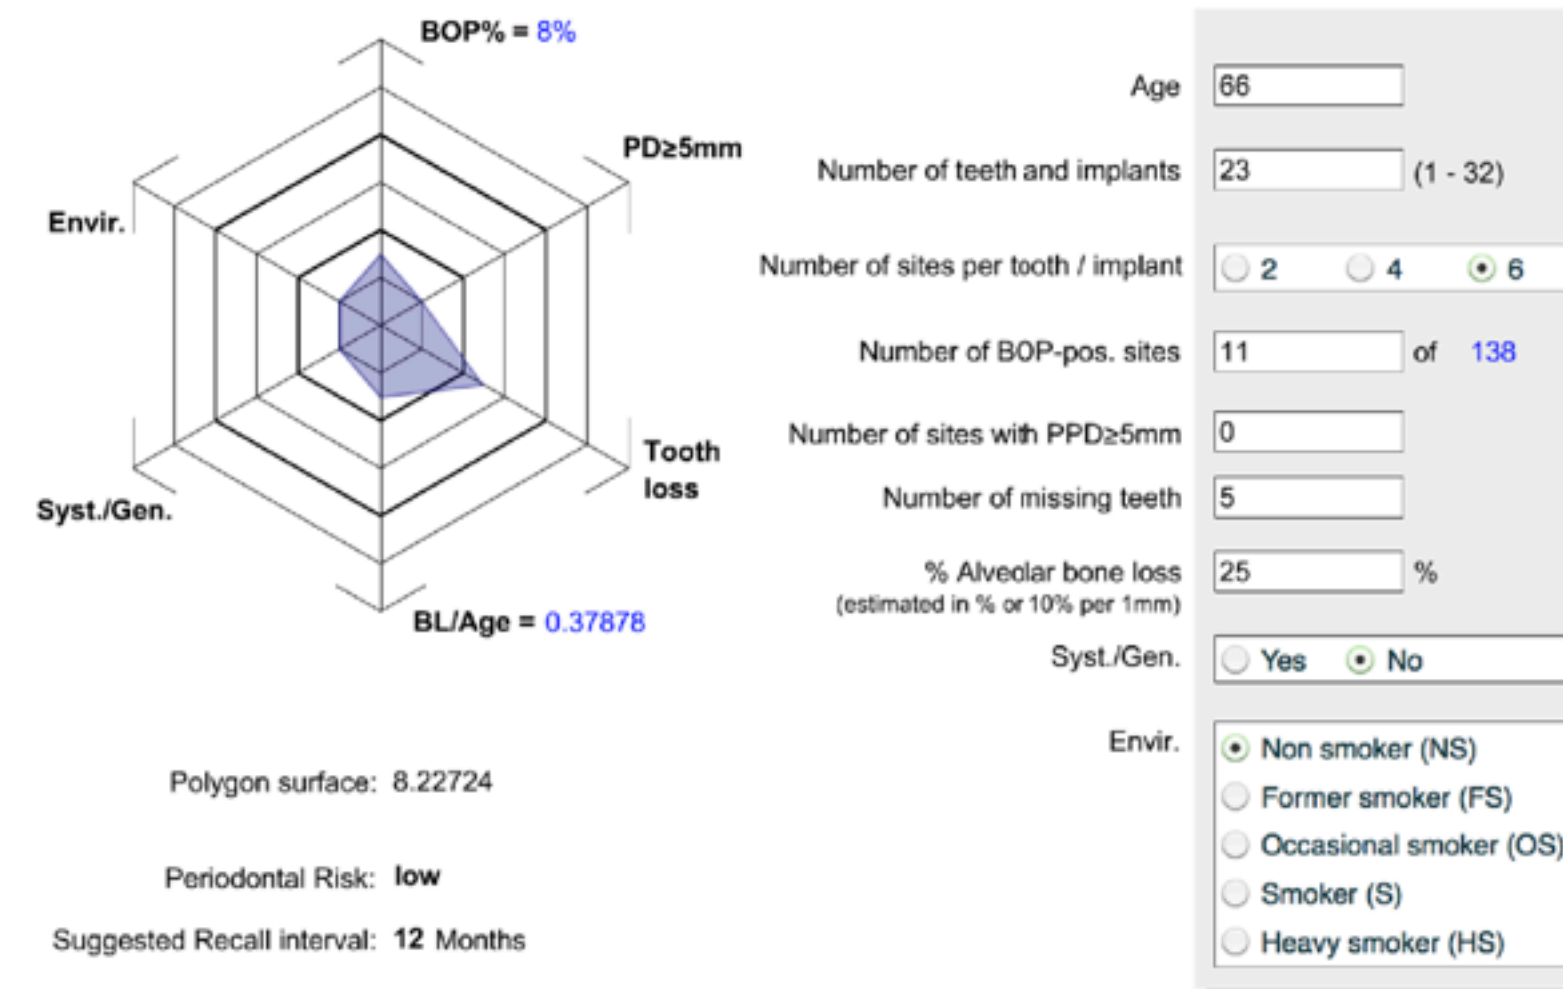 BOP% = 8%
PD≥5mm
Envir.
Tooth
loss
Syst./Gen.
BL/Age = 0.37878
Polygon surface: 8.22724
Periodontal Risk: low
Suggested Recall interval: 12 Months
Age 66
Number of teeth and implants 23 (1 - 32)
Number of sites per tooth / implant 2 4 6
Number of BOP-pos. sites 11 of 138
Number of sites with PPD≥5mm 0
Number of missing teeth 5
% Alveolar bone loss 25 %
(estimated in % or 10% per 1mm)
Syst./Gen. Yes No
Envir. Non smoker (NS)
Former smoker (FS)
Occasional smoker (OS)
Smoker (S)
Heavy smoker (HS)